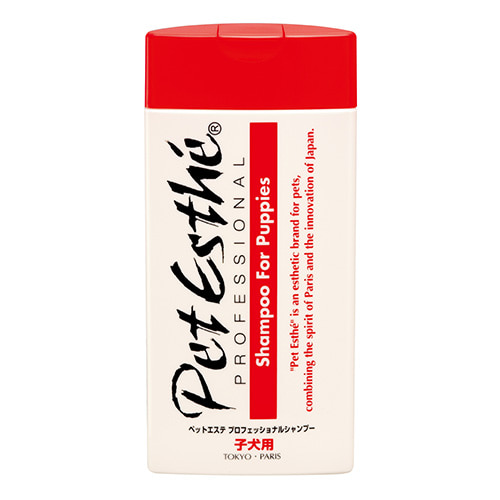 Pet Esthé®
PROFESSIONAL
Shampoo For Puppies
"Pet Esthé" is an esthetic brand for pets,
combining the spirit of Paris and the innovation of Japan.
ペットエステ プロフェッショナルシャンプー
子犬用
TOKYO・PARIS